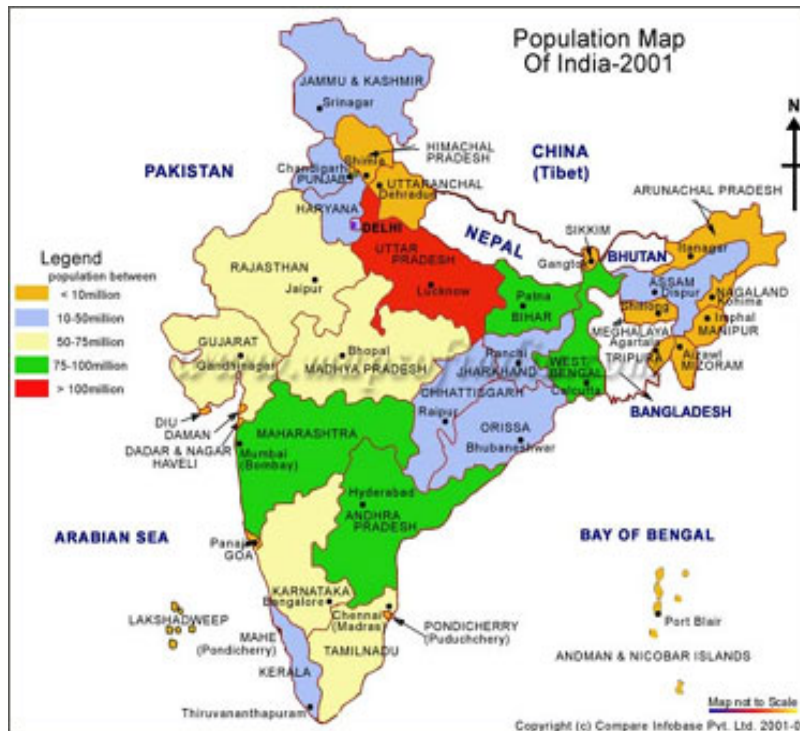 Population Map
Of India-2001
N
JAMMU & KASHMIR
Srinagar
HIMACHAL
PRADESH
CHINA
(Tibet)
PAKISTAN
Shimla
Chandigarh
PUNJAB
UTTARANCHAL
Dehradun
ARUNACHAL PRADESH
HARYANA
DELHI
SIKKIM
NEPAL
BHUTAN
Itanagar
Gangtok
Legend
population between
< 10million
10-50million
50-75million
75-100million
> 100million
RAJASTHAN
Jaipur
UTTAR
PRADESH
Lucknow
Patna
BIHAR
ASSAM
Dispur
NAGALAND
Kohima
Shillong
Imphal
MANIPUR
MEGHALAYA
Agartala
TRIPURA
Aizawl
MIZORAM
GUJARAT
Gandhinagar
Bhopal
MADHYA PRADESH
Ranchi
JHARKHAND
WEST
BENGAL
Calcutta
CHHATTISGARH
Raipur
BANGLADESH
DIU
DAMAN
DADAR & NAGAR
HAVELI
MAHARASHTRA
Mumbai
(Bombay)
ORISSA
Bhubaneshwar
Hyderabad
ANDHRA
PRADESH
ARABIAN SEA
BAY OF BENGAL
Panaji
GOA
KARNATAKA
Bangalore
Chennai
(Madras)
PONDICHERRY
(Puduchchery)
LAKSHADWEEP
MAHE
(Pondicherry)
TAMILNADU
KERALA
Thiruvananthapuram
Port Blair
ANDMAN & NICOBAR ISLANDS
Map not to Scale
Copyright (c) Compare Infobase Pvt. Ltd. 2001-0